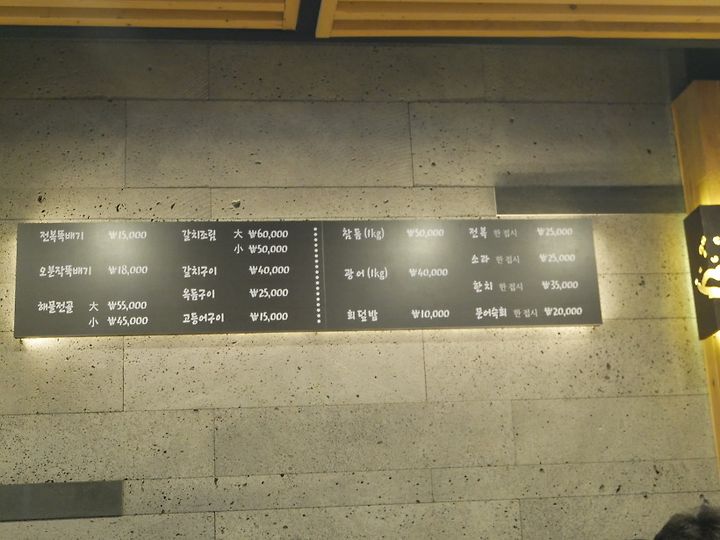 전복뚝배기 ₩15,000
오분작뚝배기 ₩18,000
해물전골 大 ₩55,000
小 ₩45,000
갈치조림 大 ₩60,000
小 ₩50,000
갈치구이 ₩40,000
옥돔구이 ₩25,000
고등어구이 ₩15,000
참돔(1kg) ₩50,000
광어(1kg) ₩40,000
회덮밥 ₩10,000
전복 한접시 ₩25,000
소라 한접시 ₩25,000
한치 한접시 ₩35,000
문어숙회 한접시 ₩20,000